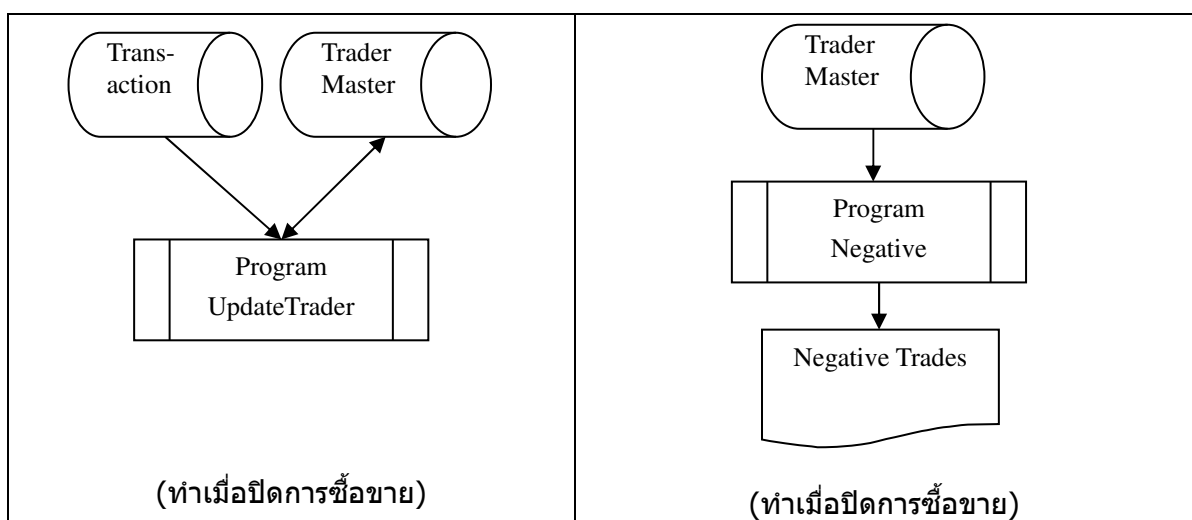 Trans-
action
Trader
Master
Program
UpdateTrader
(ทำเมื่อปิดการซื้อขาย)
Trader
Master
Program
Negative
Negative Trades
(ทำเมื่อปิดการซื้อขาย)